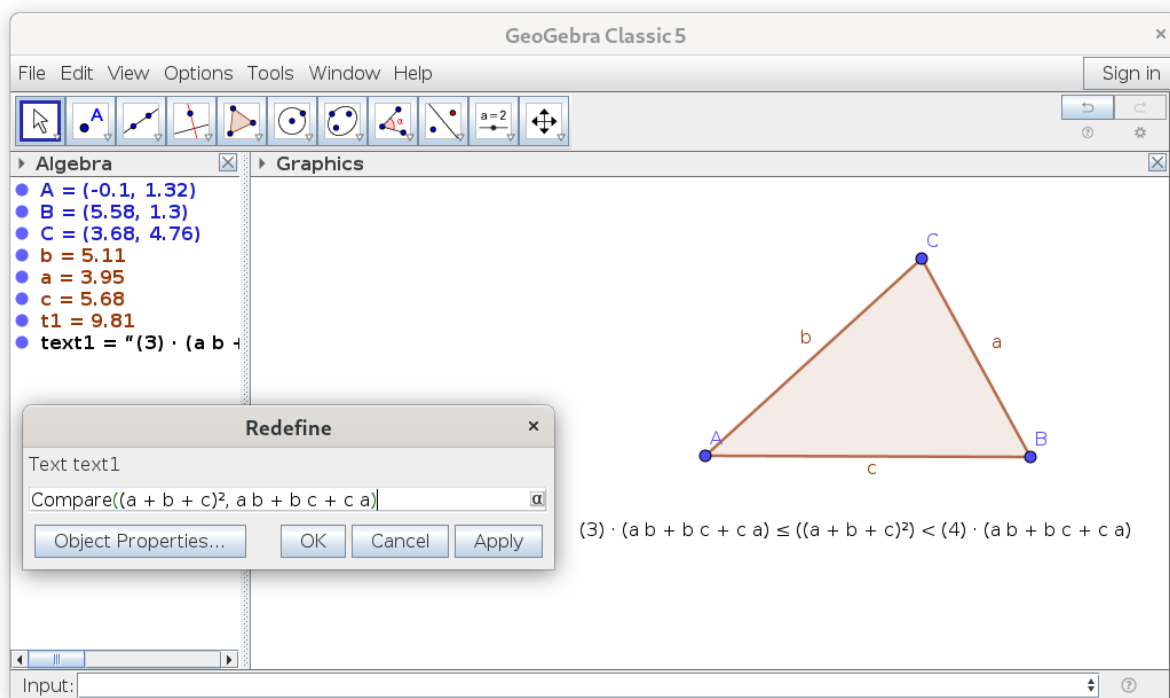 GeoGebra Classic 5
×
File Edit View Options Tools Window Help
Sign in
A
α
a=2
Algebra
Graphics
A = (-0.1, 1.32)
B = (5.58, 1.3)
C = (3.68, 4.76)
b = 5.11
a = 3.95
c = 5.68
t1 = 9.81
text1 = "(3) · (a b +
C
b
a
A
B
c
Redefine
×
Text text1
Compare((a + b + c)², a b + b c + c a)
α
Object Properties...
OK
Cancel
Apply
(3) · (a b + b c + c a) ≤ ((a + b + c)²) < (4) · (a b + b c + c a)
Input: